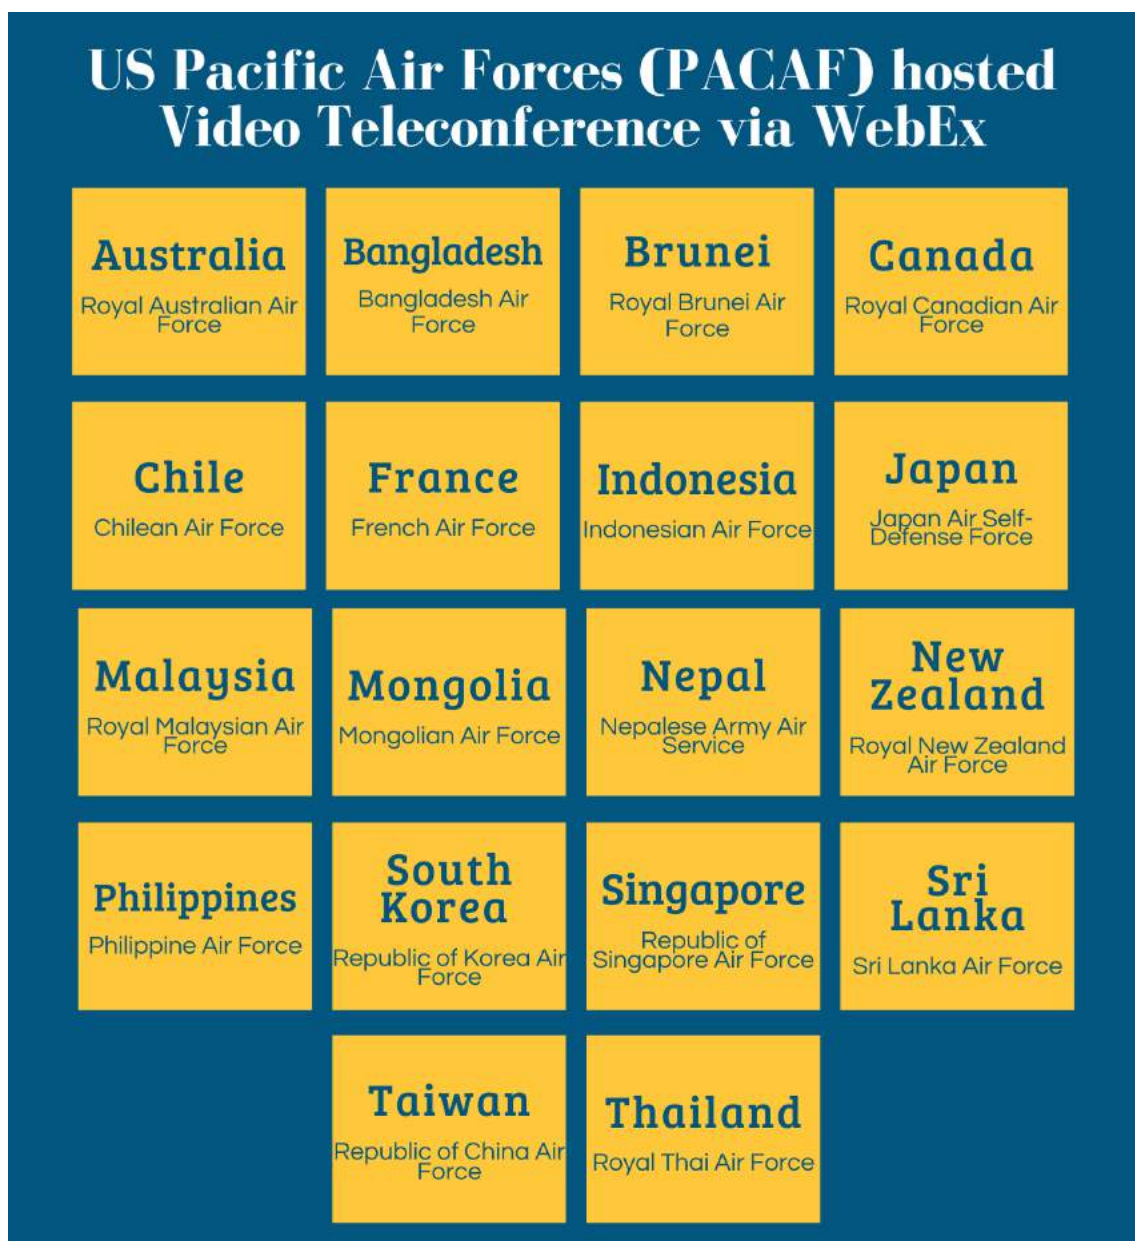 US Pacific Air Forces (PACAF) hosted
Video Teleconference via WebEx
Australia
Royal Australian Air
Force
Bangladesh
Bangladesh Air
Force
Brunei
Royal Brunei Air
Force
Canada
Royal Canadian Air
Force
Chile
Chilean Air Force
France
French Air Force
Indonesia
Indonesian Air Force
Japan
Japan Air Self-
Defense Force
Malaysia
Royal Malaysian Air
Force
Mongolia
Mongolian Air Force
Nepal
Nepalese Army Air
Service
New
Zealand
Royal New Zealand
Air Force
Philippines
Philippine Air Force
South
Korea
Republic of Korea Air
Force
Singapore
Republic of
Singapore Air Force
Sri
Lanka
Sri Lanka Air Force
Taiwan
Republic of China Air
Force
Thailand
Royal Thai Air Force